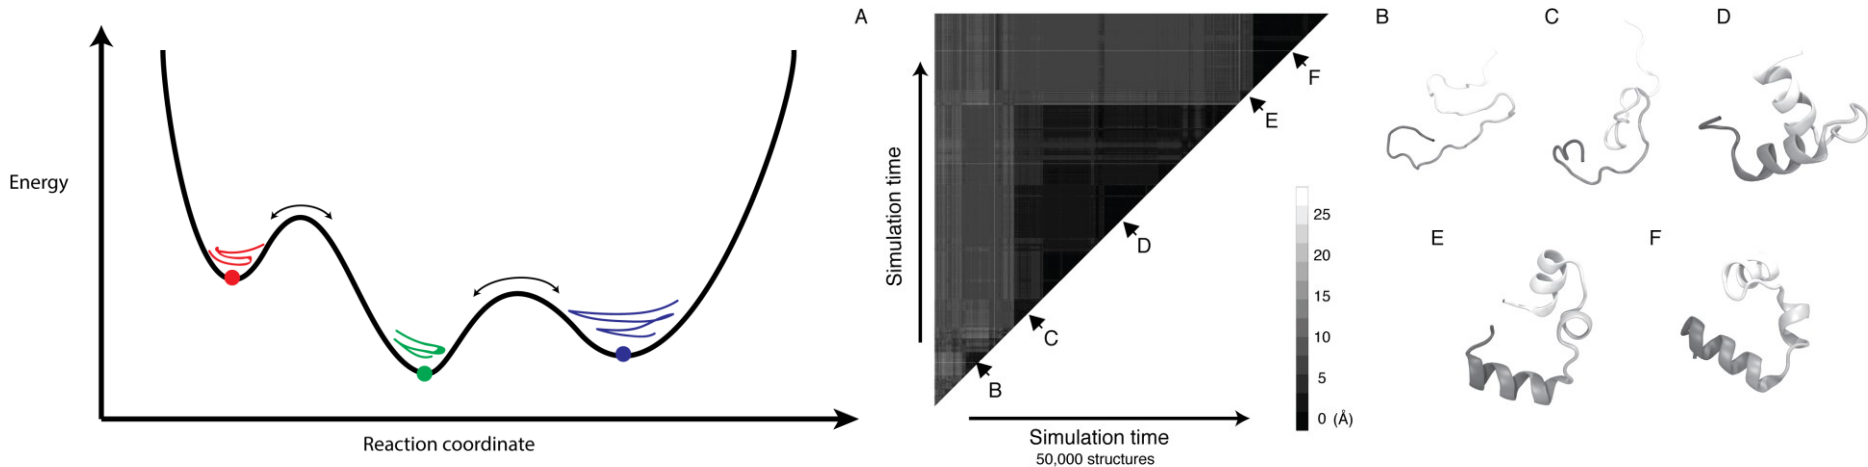 Energy
Reaction coordinate
A
Simulation time
Simulation time
50,000 structures
B
C
D
E
F
25
20
15
10
5
0 (Å)
B
C
D
E
F